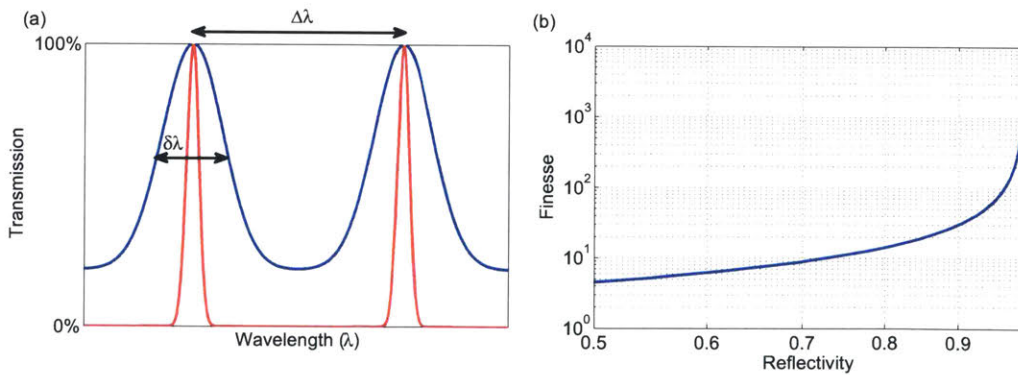 (a)
Δλ
100%
δλ
Transmission
0%
Wavelength (λ)
(b)
10^4
10^3
10^2
10^1
10^0
Finesse
0.5 0.6 0.7 0.8 0.9
Reflectivity